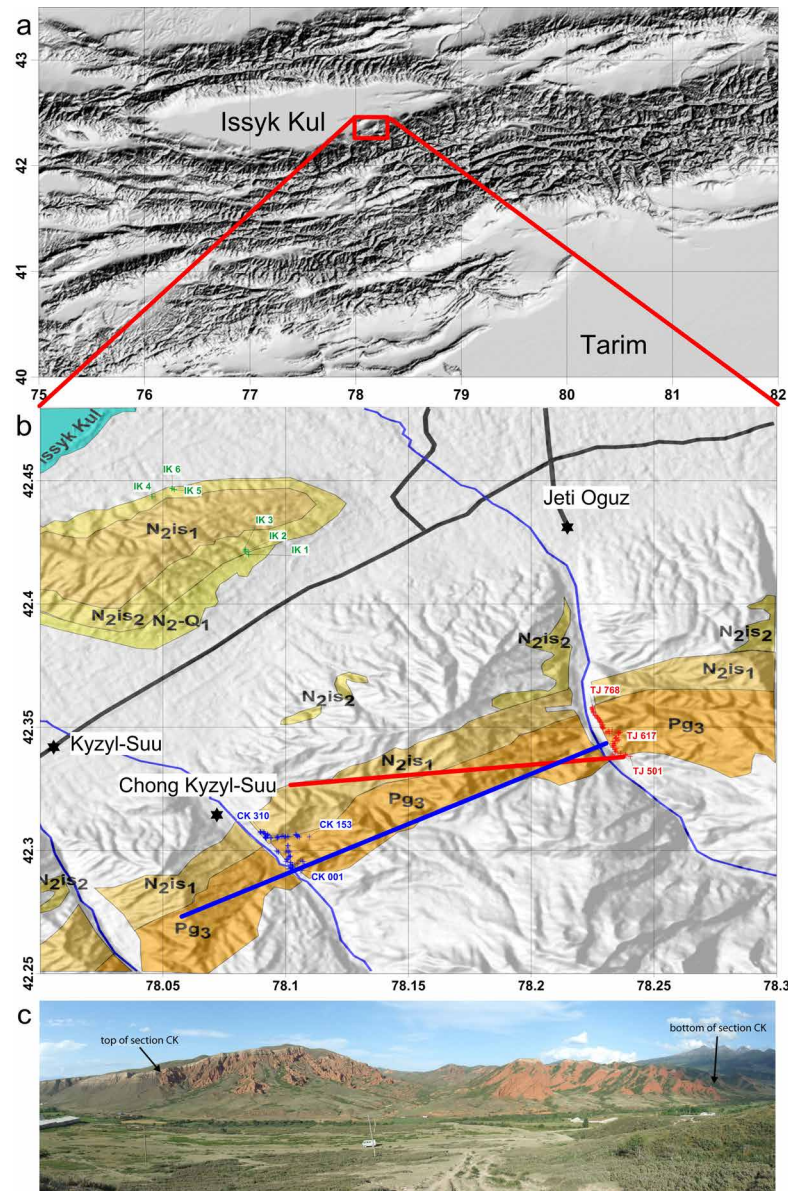 a
43
42
41
40
Issyk Kul
Tarim
75
76
77
78
79
80
81
82
b
Issyk Kul
42.45
42.4
42.35
42.3
42.25
IK 6
IK 4
IK 5
IK 3
IK 2
IK 1
N2is1
N2is2
N2-Q1
Jeti Oguz
N2is2
N2is2
N2is2
N2is1
TJ 768
Pg3
TJ 617
TJ 501
Kyzyl-Suu
N2is1
Chong Kyzyl-Suu
Pg3
CK 310
CK 153
CK 001
N2is2
N2is1
Pg3
78.05
78.1
78.15
78.2
78.25
78.3
c
top of section CK
bottom of section CK